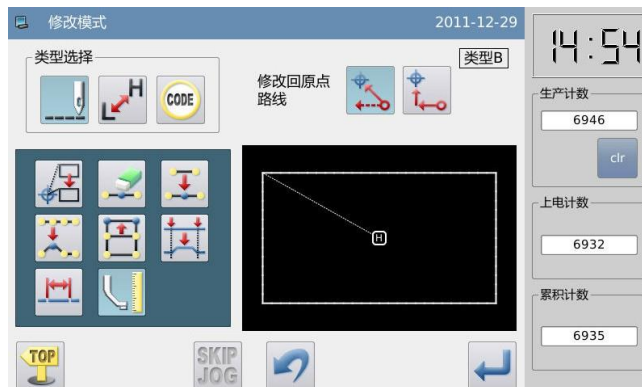 修改模式
2011-12-29
14:54
类型选择
H
L
CODE
修改回原点
路线
类型B
生产计数
6946
clr
上电计数
6932
累积计数
6935
H
TOP
SKIP
JOG